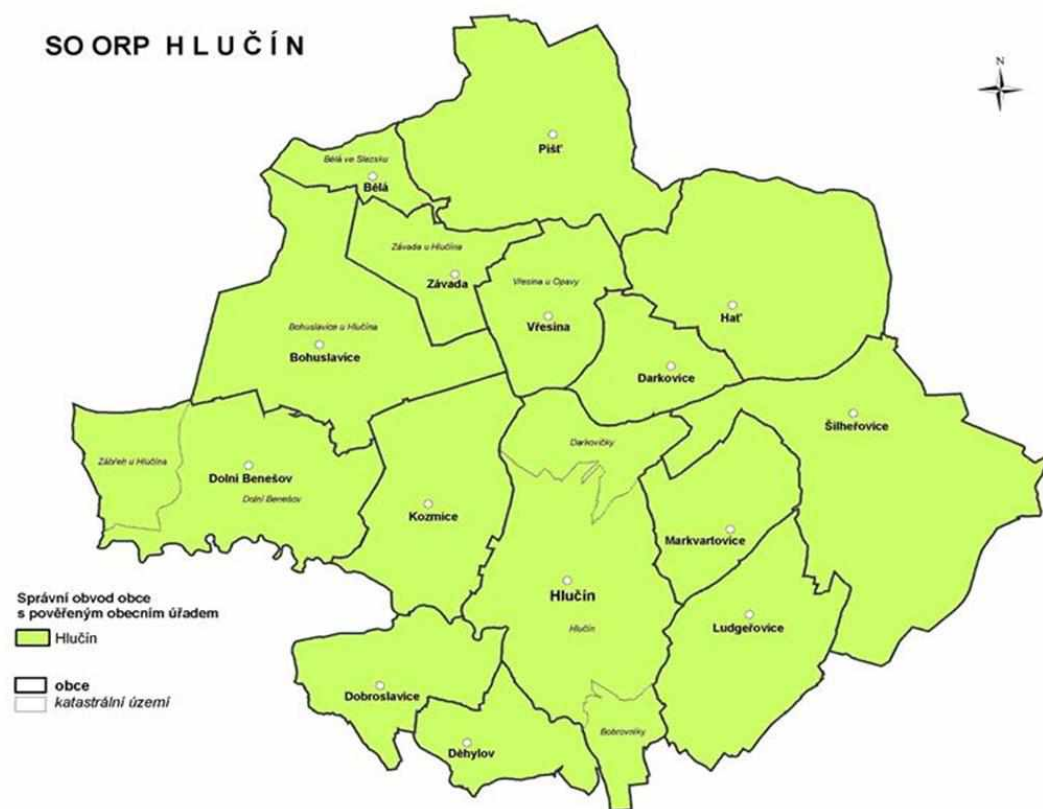 SO ORP HLUČÍN
N
Píšť
Bělá ve Slezsku
Bělá
Závada u Hlučína
Závada
Vřesina u Opavy
Vřesina
Hať
Bohuslavice u Hlučína
Bohuslavice
Darkovice
Šilheřovice
Darkovičky
Zábřeh u Hlučína
Dolní Benešov
Dolní Benešov
Kozmice
Markvartovice
Hlučín
Hlučín
Ludgeřovice
Dobroslavice
Děhylov
Bobrovníky
Správní obvod obce
s pověřeným obecním úřadem
Hlučín
obce
katastrální území